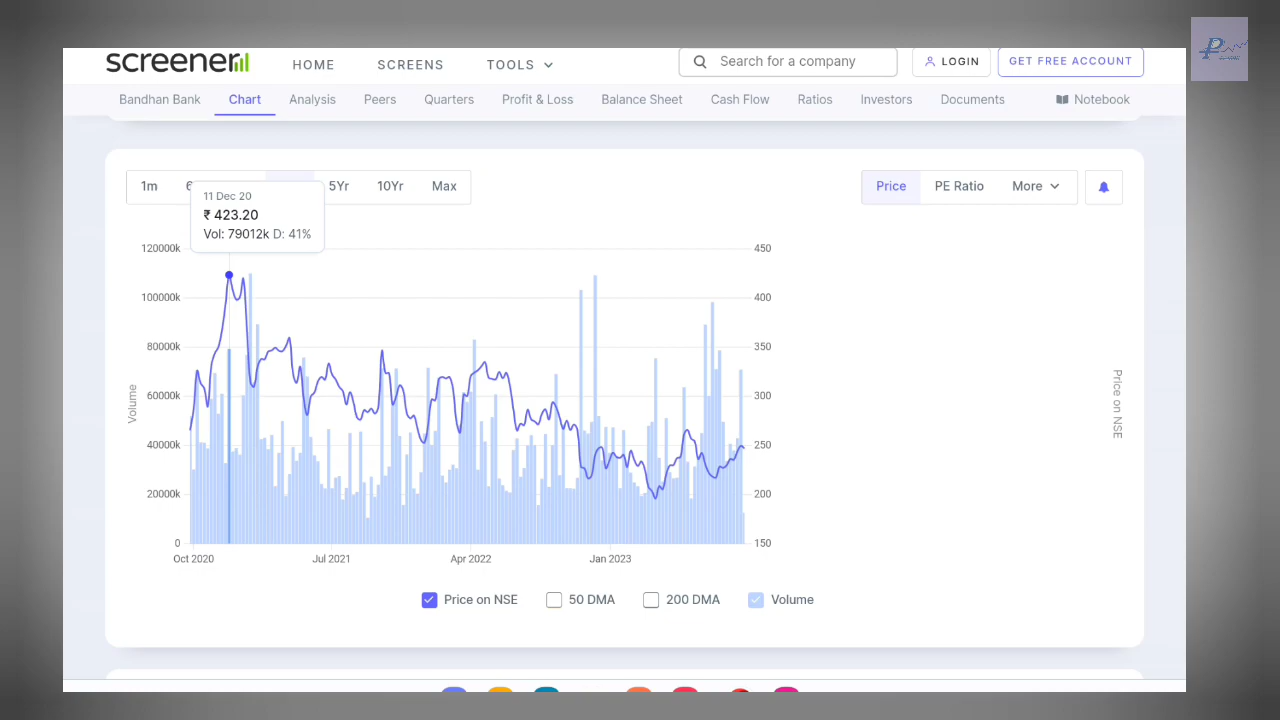 screener
HOME
SCREENS
TOOLS
Search for a company
LOGIN
GET FREE ACCOUNT
Bandhan Bank
Chart
Analysis
Peers
Quarters
Profit & Loss
Balance Sheet
Cash Flow
Ratios
Investors
Documents
Notebook
1m
5Yr
10Yr
Max
Price
PE Ratio
More
11 Dec 20
₹ 423.20
Vol: 79012k D: 41%
120000k
100000k
80000k
60000k
40000k
20000k
0
Volume
450
400
350
300
250
200
150
Price on NSE
Oct 2020
Jul 2021
Apr 2022
Jan 2023
Price on NSE
50 DMA
200 DMA
Volume